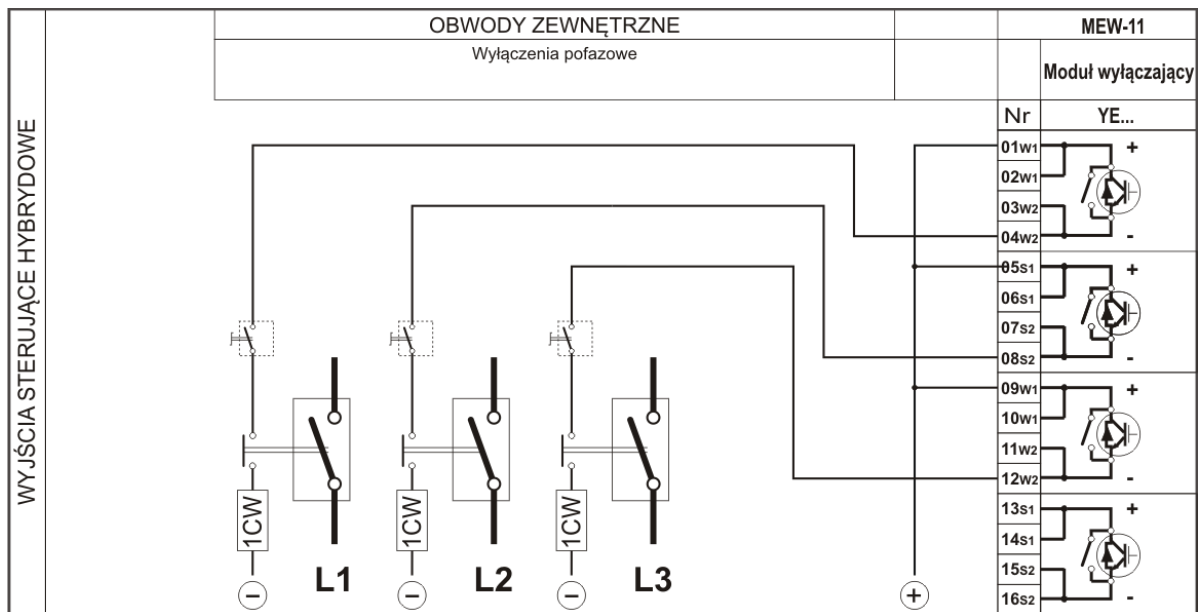 WYJŚCIA STERUJĄCE HYBRYDOWE
OBWODY ZEWNĘTRZNE
MEW-11
Wyłączenia pofazowe
Moduł wyłączający
Nr
YE...
01W1
+
02W1
03W2
04W2
-
05S1
+
06S1
07S2
08S2
-
09W1
+
10W1
11W2
12W2
-
13S1
+
14S1
15S2
16S2
-
1CW
1CW
1CW
L1
L2
L3
−
−
−
+